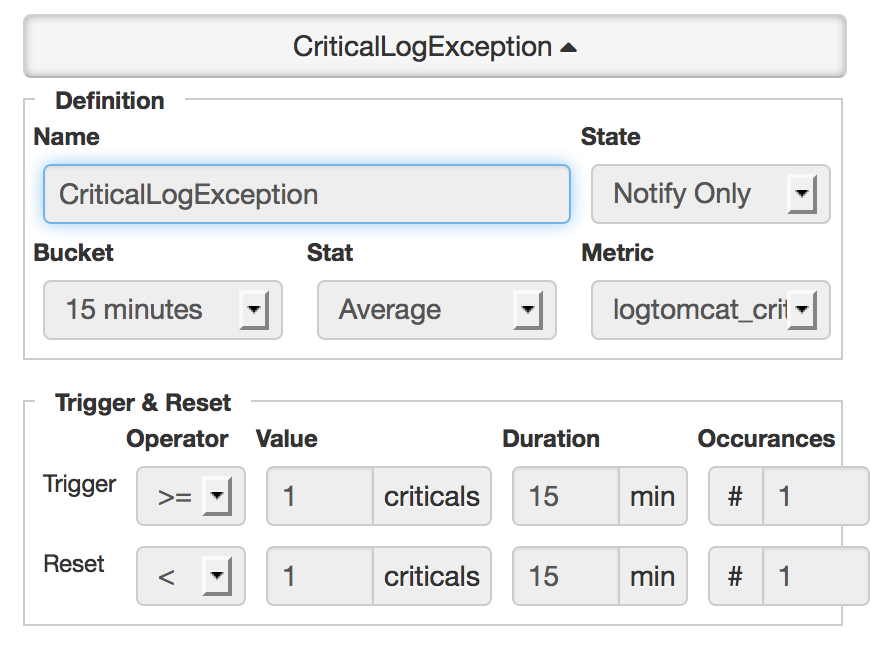 CriticalLogException
Definition
Name State
CriticalLogException Notify Only
Bucket Stat Metric
15 minutes Average logtomcat_crit
Trigger & Reset
Operator Value Duration Occurances
Trigger >= 1 criticals 15 min # 1
Reset < 1 criticals 15 min # 1